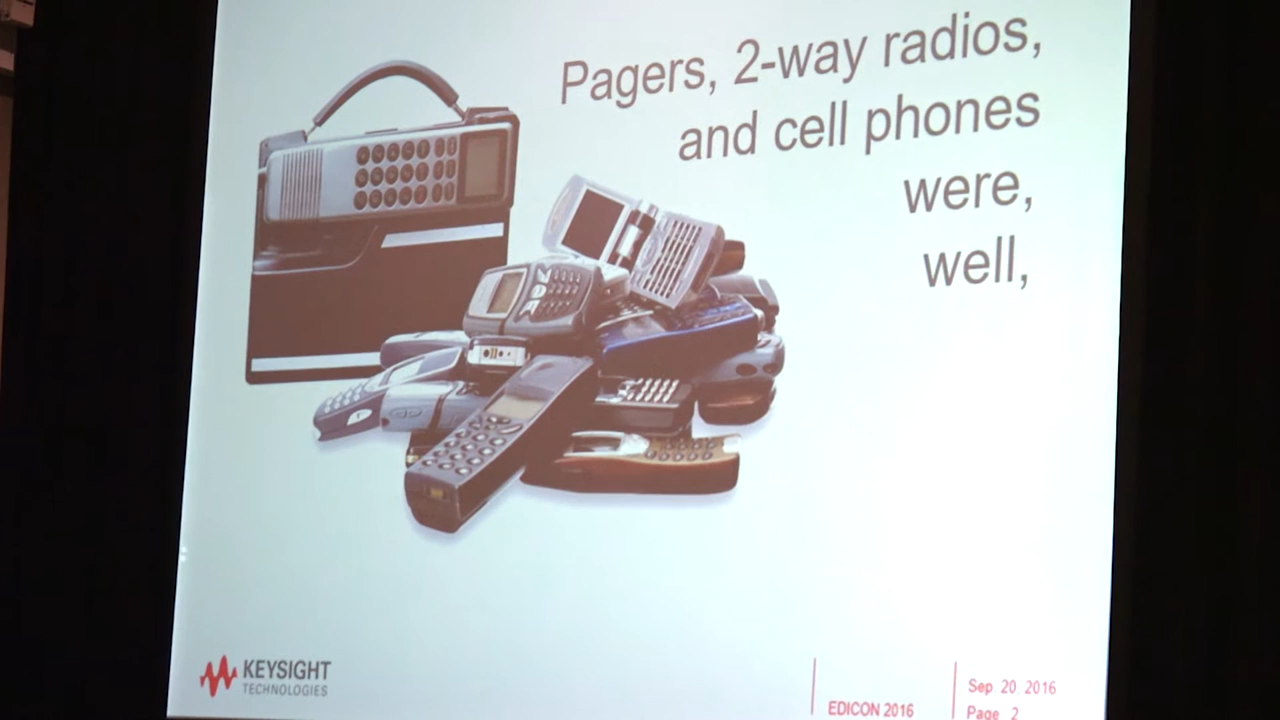 Pagers, 2-way radios,
and cell phones
were,
well,
KEYSIGHT
TECHNOLOGIES
EDICON 2016
Sep. 20, 2016
Page 2